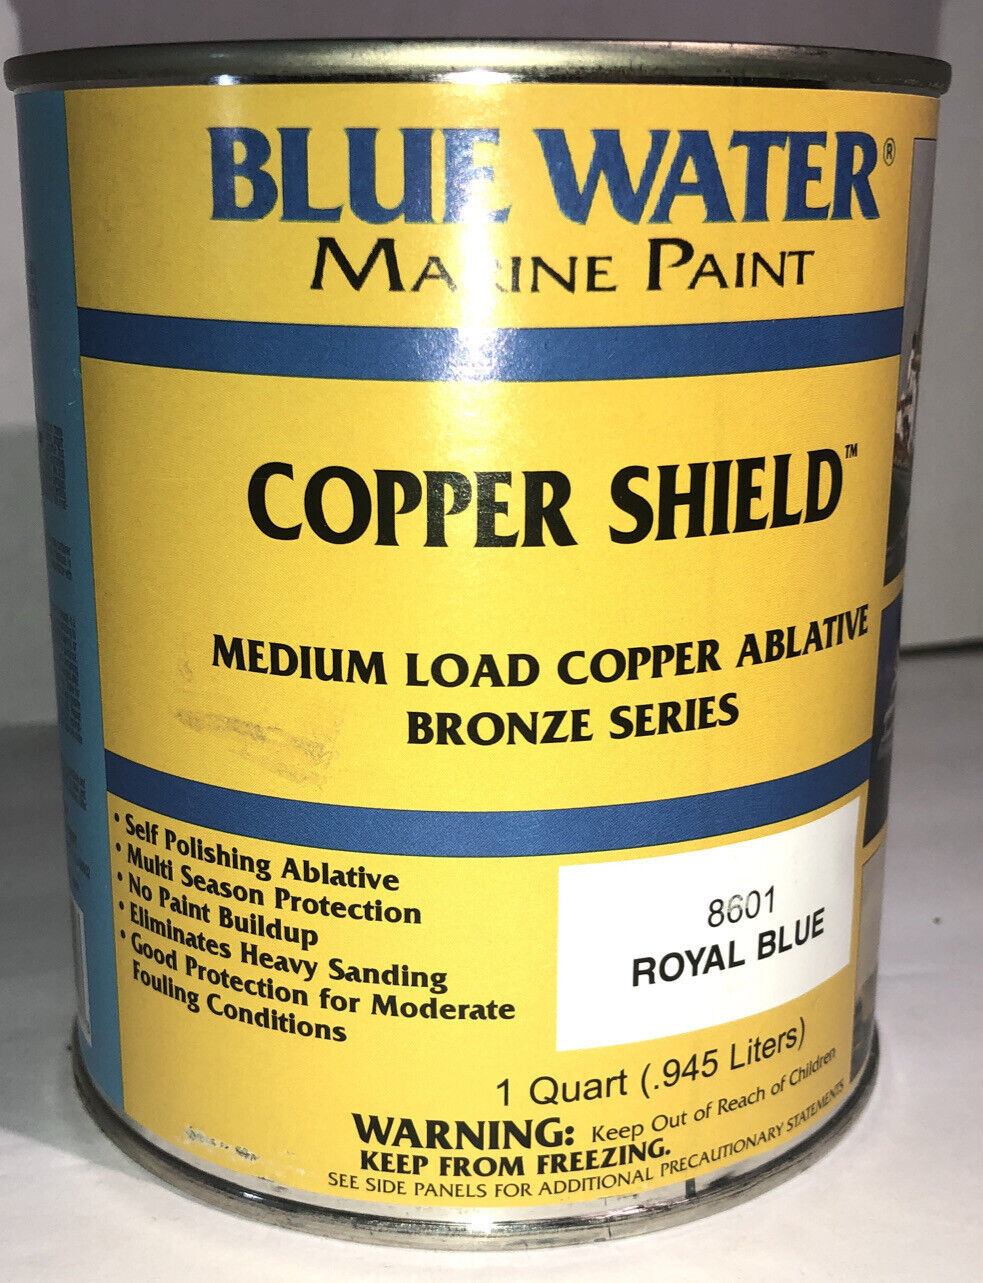 BLUE WATER®
MARINE PAINT
COPPER SHIELD™
MEDIUM LOAD COPPER ABLATIVE
BRONZE SERIES
• Self Polishing Ablative
• Multi Season Protection
• No Paint Buildup
• Eliminates Heavy Sanding
• Good Protection for Moderate
Fouling Conditions
8601
ROYAL BLUE
1 Quart (.945 Liters)
WARNING: Keep Out of Reach of Children
KEEP FROM FREEZING.
SEE SIDE PANELS FOR ADDITIONAL PRECAUTIONARY STATEMENTS